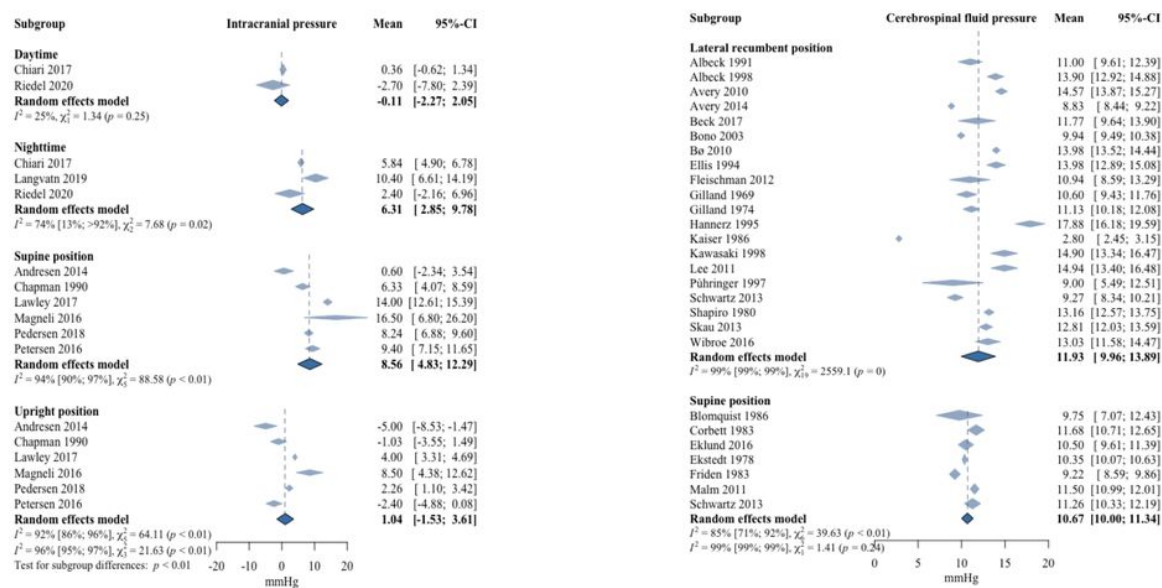 Subgroup Intracranial pressure Mean 95%-CI
Daytime
Chiari 2017 0.36 [-0.62; 1.34]
Riedel 2020 -2.70 [-7.80; 2.39]
Random effects model -0.11 [-2.27; 2.05]
I² = 25%, χ²₁ = 1.34 (p = 0.25)
Nighttime
Chiari 2017 5.84 [ 4.90; 6.78]
Langvatn 2019 10.40 [ 6.61; 14.19]
Riedel 2020 2.40 [-2.16; 6.96]
Random effects model 6.31 [ 2.85; 9.78]
I² = 74% [13%; >92%], χ²₂ = 7.68 (p = 0.02)
Supine position
Andresen 2014 0.60 [-2.34; 3.54]
Chapman 1990 6.33 [ 4.07; 8.59]
Lawley 2017 14.00 [12.61; 15.39]
Magneli 2016 16.50 [ 6.80; 26.20]
Pedersen 2018 8.24 [ 6.88; 9.60]
Petersen 2016 9.40 [ 7.15; 11.65]
Random effects model 8.56 [ 4.83; 12.29]
I² = 94% [90%; 97%], χ²₅ = 88.58 (p < 0.01)
Upright position
Andresen 2014 -5.00 [-8.53; -1.47]
Chapman 1990 -1.03 [-3.55; 1.49]
Lawley 2017 4.00 [ 3.31; 4.69]
Magneli 2016 8.50 [ 4.38; 12.62]
Pedersen 2018 2.26 [ 1.10; 3.42]
Petersen 2016 -2.40 [-4.88; 0.08]
Random effects model 1.04 [-1.53; 3.61]
I² = 92% [86%; 96%], χ²₅ = 64.11 (p < 0.01)
I² = 96% [95%; 97%], χ²₃ = 21.63 (p < 0.01)
Test for subgroup differences: p < 0.01
-20 -10 0 10 20
mmHg
Subgroup Cerebrospinal fluid pressure Mean 95%-CI
Lateral recumbent position
Albeck 1991 11.00 [ 9.61; 12.39]
Albeck 1998 13.90 [12.92; 14.88]
Avery 2010 14.57 [13.87; 15.27]
Avery 2014 8.83 [ 8.44; 9.22]
Beck 2017 11.77 [ 9.64; 13.90]
Bono 2003 9.94 [ 9.49; 10.38]
Bø 2010 13.98 [13.52; 14.44]
Ellis 1994 13.98 [12.89; 15.08]
Fleischman 2012 10.94 [ 8.59; 13.29]
Gilland 1969 10.60 [ 9.43; 11.76]
Gilland 1974 11.13 [10.18; 12.08]
Hannerz 1995 17.88 [16.18; 19.59]
Kaiser 1986 2.80 [ 2.45; 3.15]
Kawasaki 1998 14.90 [13.34; 16.47]
Lee 2011 14.94 [13.40; 16.48]
Pühringer 1997 9.00 [ 5.49; 12.51]
Schwartz 2013 9.27 [ 8.34; 10.21]
Shapiro 1980 13.16 [12.57; 13.75]
Skau 2013 12.81 [12.03; 13.59]
Wibroe 2016 13.03 [11.58; 14.47]
Random effects model 11.93 [ 9.96; 13.89]
I² = 99% [99%; 99%], χ²₁₉ = 2559.1 (p = 0)
Supine position
Blomquist 1986 9.75 [ 7.07; 12.43]
Corbett 1983 11.68 [10.71; 12.65]
Eklund 2016 10.50 [ 9.61; 11.39]
Ekstedt 1978 10.35 [10.07; 10.63]
Friden 1983 9.22 [ 8.59; 9.86]
Malm 2011 11.50 [10.99; 12.01]
Schwartz 2013 11.26 [10.33; 12.19]
Random effects model 10.67 [10.00; 11.34]
I² = 85% [71%; 92%], χ²₆ = 39.63 (p < 0.01)
I² = 99% [99%; 99%], χ²₁ = 1.41 (p = 0.24)
0 5 10 15 20
mmHg